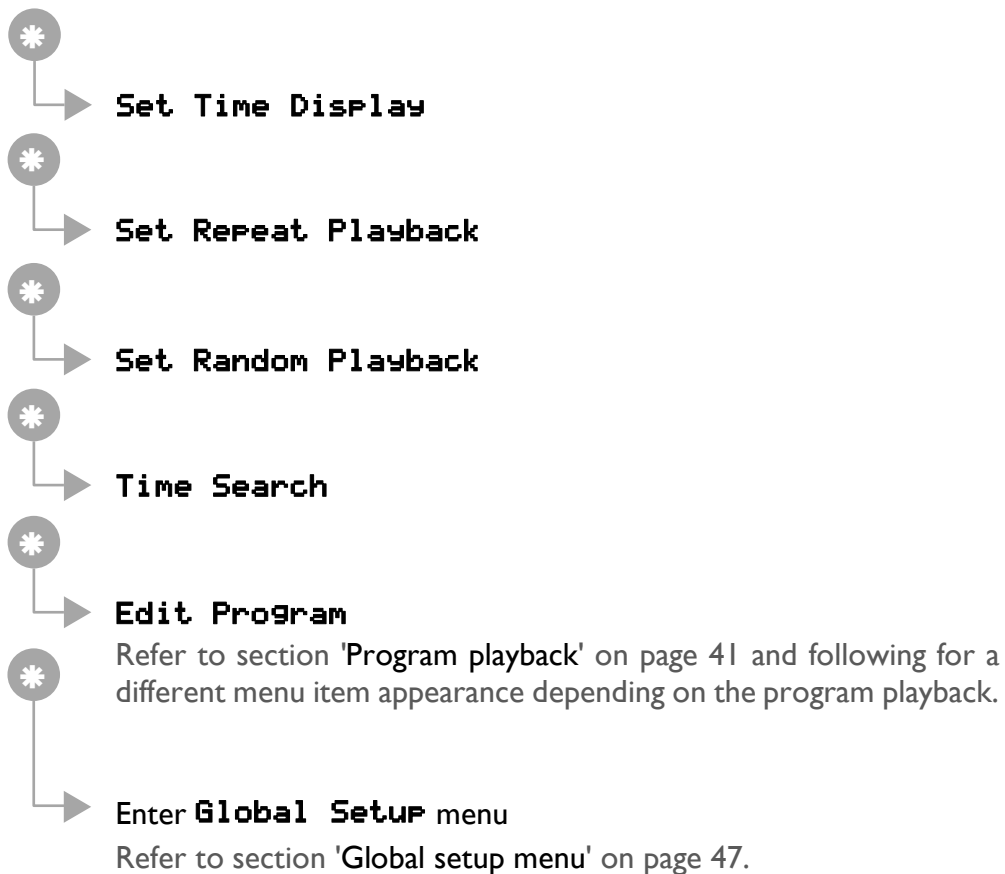 Set Time Display
Set Repeat Playback
Set Random Playback
Time Search
Edit Program
Refer to section 'Program playback' on page 41 and following for a
different menu item appearance depending on the program playback.
Enter Global Setup menu
Refer to section 'Global setup menu' on page 47.